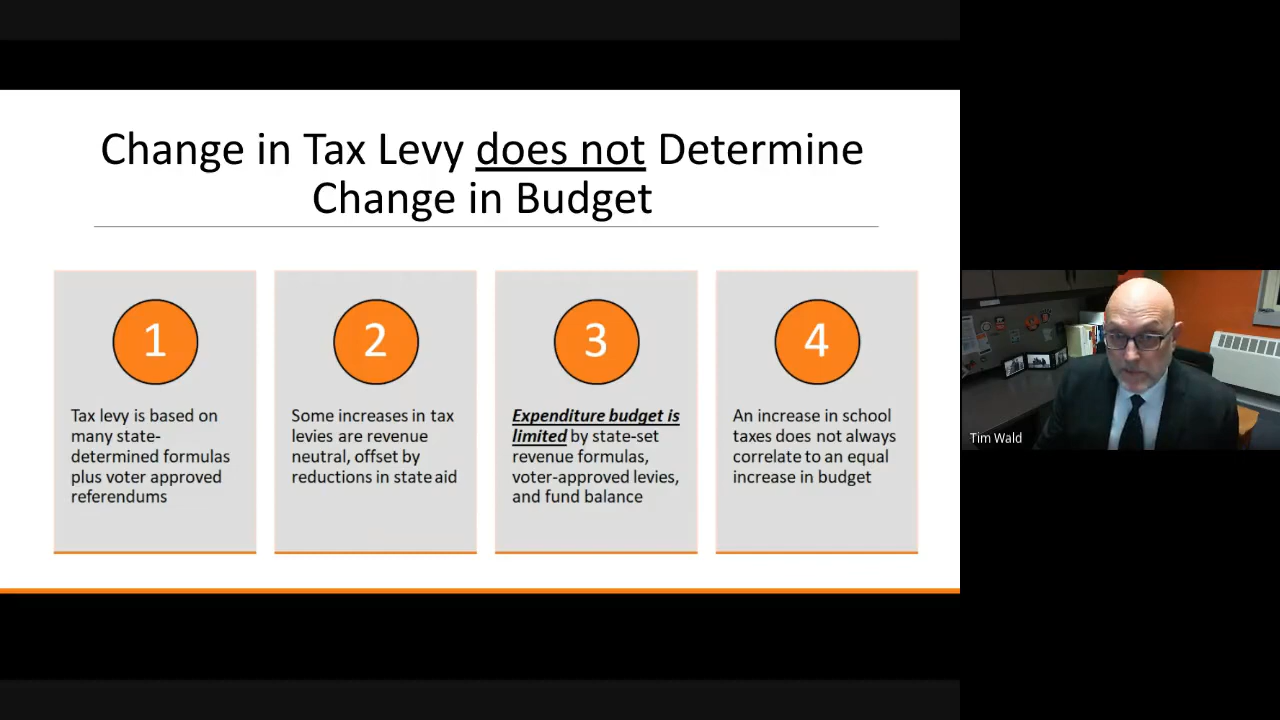 Change in Tax Levy does not Determine
Change in Budget
1
Tax levy is based on
many state-
determined formulas
plus voter approved
referendums
2
Some increases in tax
levies are revenue
neutral, offset by
reductions in state aid
3
Expenditure budget is
limited by state-set
revenue formulas,
voter-approved levies,
and fund balance
4
An increase in school
taxes does not always
correlate to an equal
increase in budget
Tim Wald